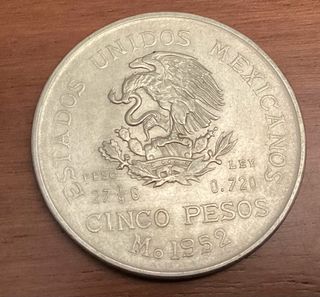 ESTADOS UNIDOS MEXICANOS
PESO LEY
27 7/9 G 0.720
CINCO PESOS
Mo 1952